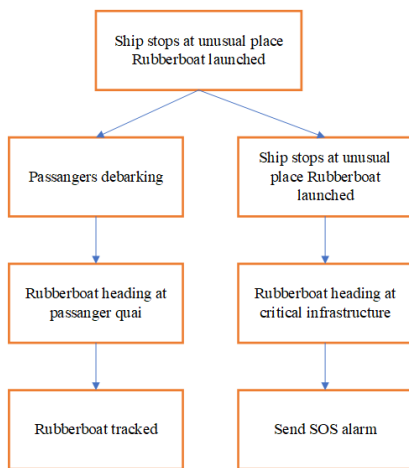 Ship stops at unusual place
Rubberboat launched
Passangers debarking
Ship stops at unusual
place Rubberboat
launched
Rubberboat heading at
passanger quai
Rubberboat heading at
critical infrastructure
Rubberboat tracked
Send SOS alarm